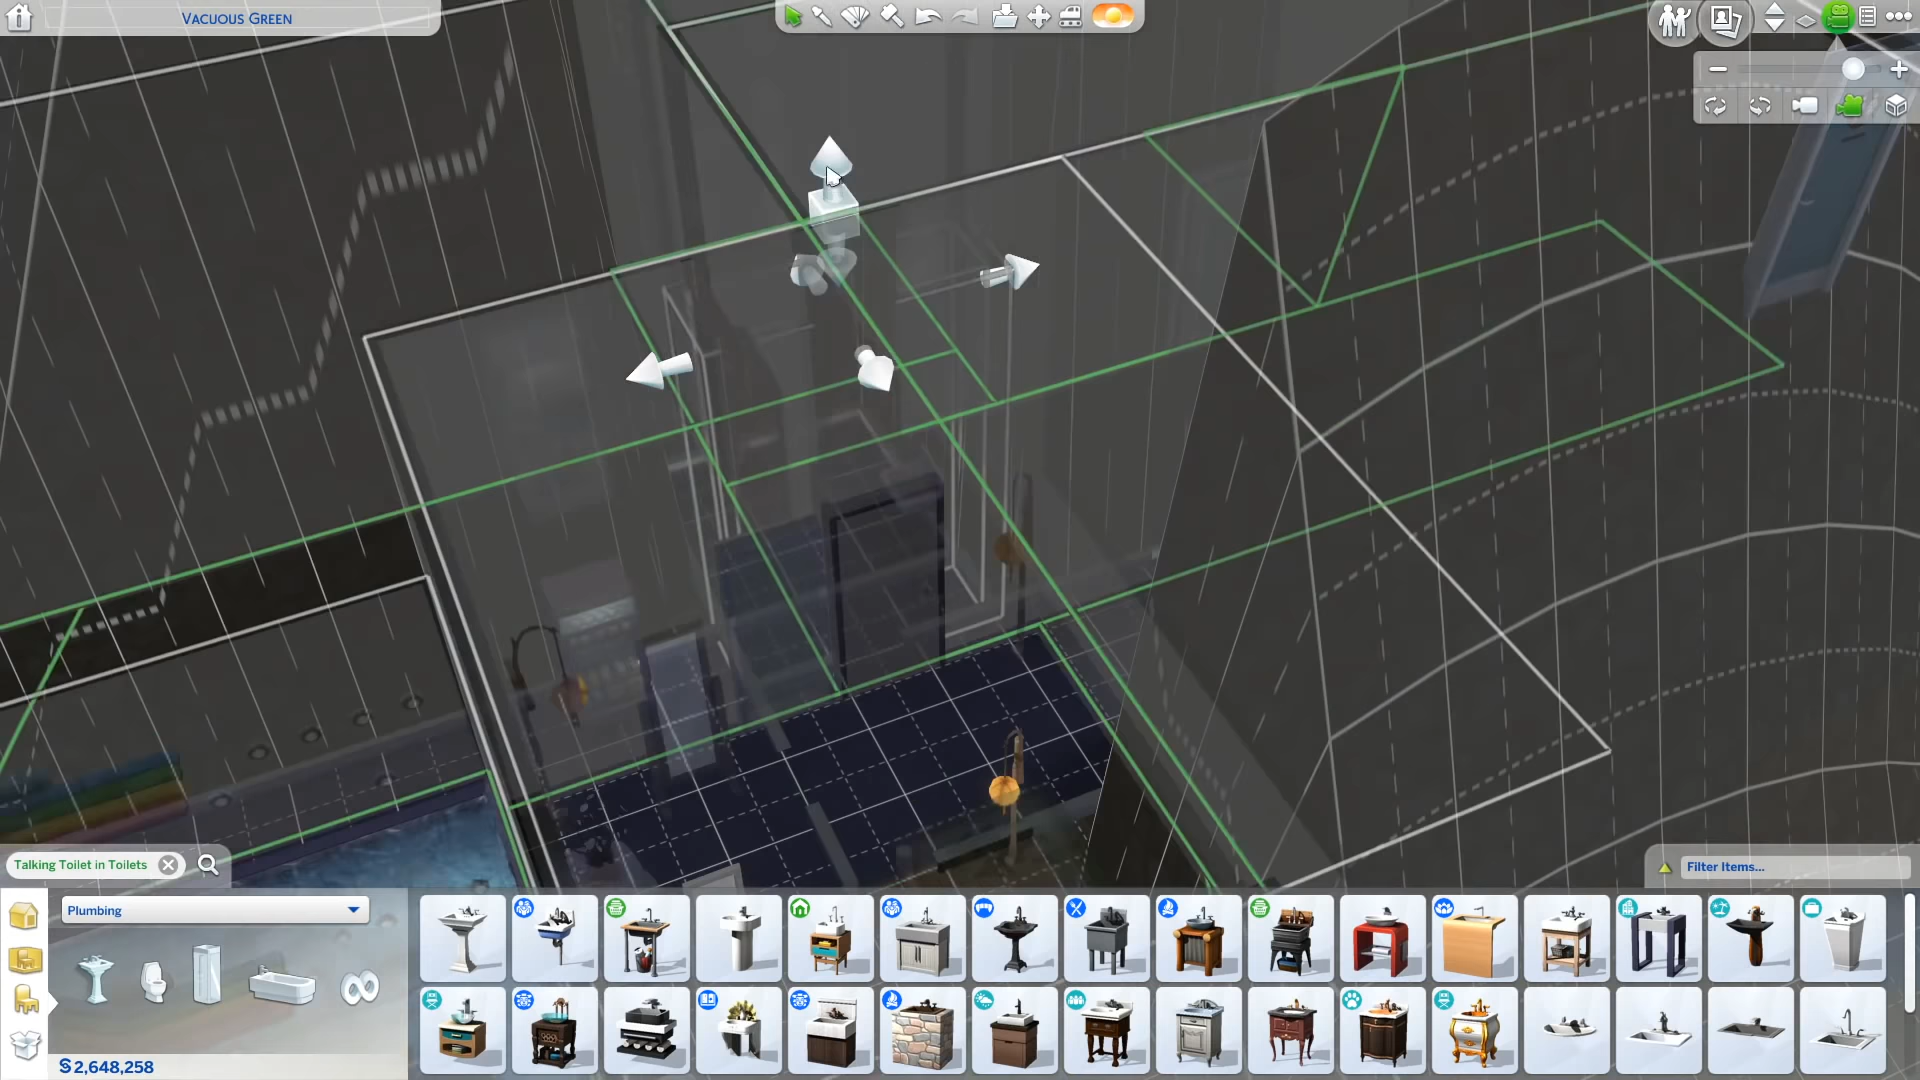 Vacuous Green
Talking Toilet in Toilets
Filter Items...
Plumbing
§2,648,258